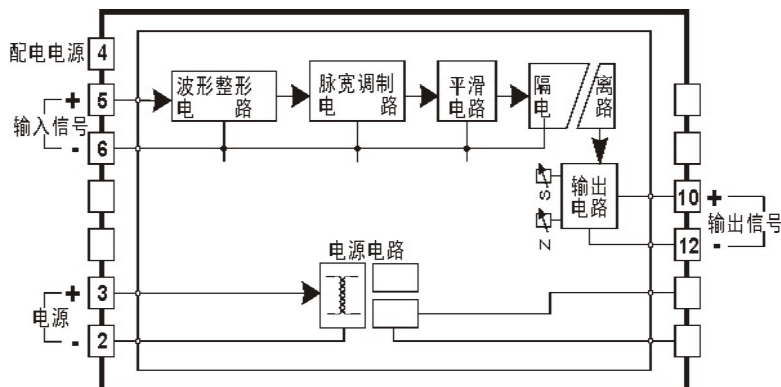 配电电源 4
+ 5
输入信号
- 6
波形整形
电 路
脉宽调制
电 路
平滑
电路
隔 离
电 路
S
Z
输出
电路
10 +
输出信号
12 -
电源电路
+ 3
电源
- 2